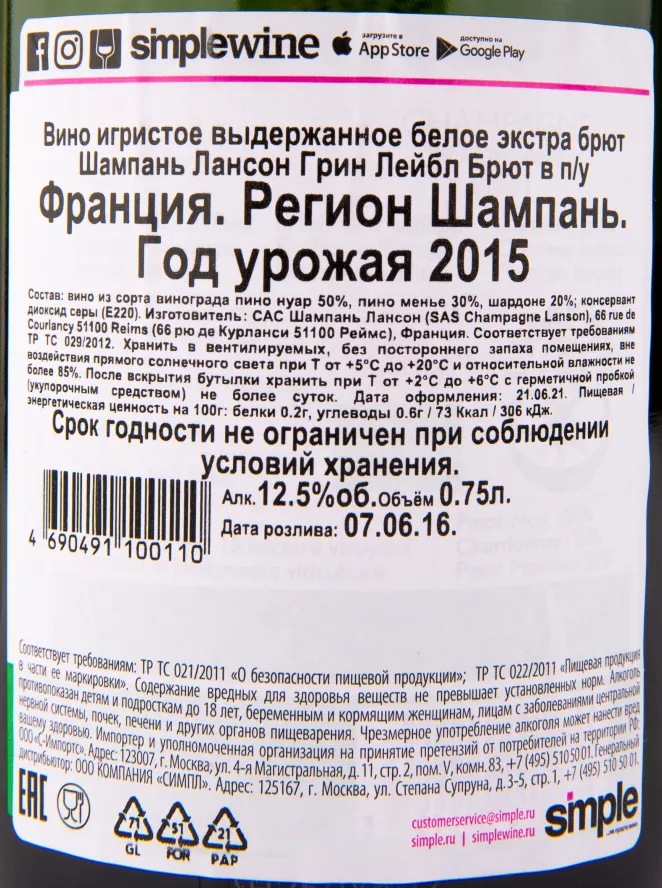 simplewine загрузите в App Store доступно на Google Play
Вино игристое выдержанное белое экстра брют
Шампань Лансон Грин Лейбл Брют в п/у
Франция. Регион Шампань.
Год урожая 2015
Состав: вино из сорта винограда пино нуар 50%, пино менье 30%, шардоне 20%; консервант
диоксид серы (Е220). Изготовитель: САС Шампань Лансон (SAS Champagne Lanson), 66 rue de
Courlancy 51100 Reims (66 рю де Курланси 51100 Реймс), Франция. Соответствует требованиям
ТР ТС 029/2012. Хранить в вентилируемых, без постороннего запаха помещениях, вне
воздействия прямого солнечного света при Т от +5°С до +20°С и относительной влажности не
более 85%. После вскрытия бутылки хранить при Т от +2°С до +6°С с герметичной пробкой
(укупорочным средством) не более суток. Дата оформления: 21.06.21. Пищевая /
энергетическая ценность на 100г: белки 0.2г, углеводы 0.6г / 73 Ккал / 306 кДж.
Срок годности не ограничен при соблюдении
условий хранения.
Алк.12.5%об.Объём 0.75л.
Дата розлива: 07.06.16.
4 690491 100110
Соответствует требованиям: ТР ТС 021/2011 «О безопасности пищевой продукции»; ТР ТС 022/2011 «Пищевая продукция
в части ее маркировки». Содержание вредных для здоровья веществ не превышает установленных норм. Алкоголь
противопоказан детям и подросткам до 18 лет, беременным и кормящим женщинам, лицам с заболеваниями центральной
нервной системы, почек, печени и других органов пищеварения. Чрезмерное употребление алкоголя может нанести вред
вашему здоровью. Импортер и уполномоченная организация на принятие претензий от потребителей на территории РФ:
ООО «С-Импортс». Адрес: 123007, г. Москва, ул. 4-я Магистральная, д.11, стр. 2, пом. V, комн. 83, +7 (495) 510 50 01. Генеральный
дистрибьютор: ООО КОМПАНИЯ «СИМПЛ». Адрес: 125167, г. Москва, ул. Степана Супруна, д.3-5, стр. 1, +7 (495) 510 50 01.
ЕАС
71 GL
51 FOR
21 PAP
customerservice@simple.ru
simple.ru | simplewine.ru
simple
...не просто вино